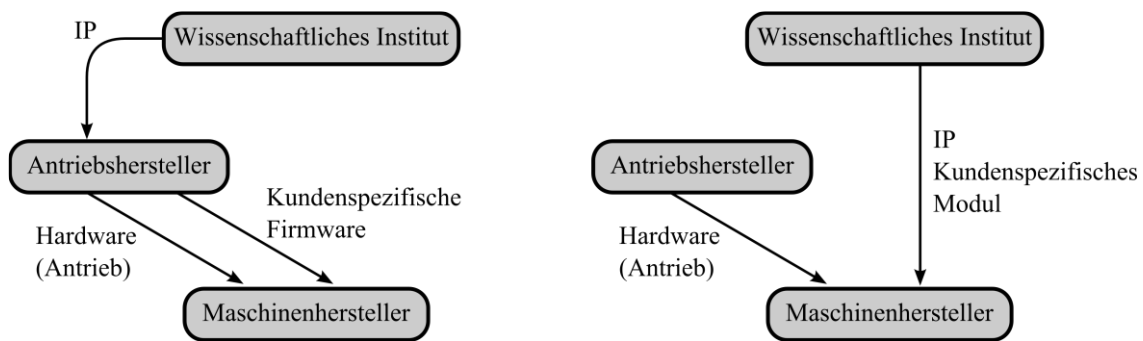 IP
Wissenschaftliches Institut
Antriebshersteller
Kundenspezifische
Firmware
Hardware
(Antrieb)
Maschinenhersteller
Wissenschaftliches Institut
Antriebshersteller
IP
Kundenspezifisches
Modul
Hardware
(Antrieb)
Maschinenhersteller